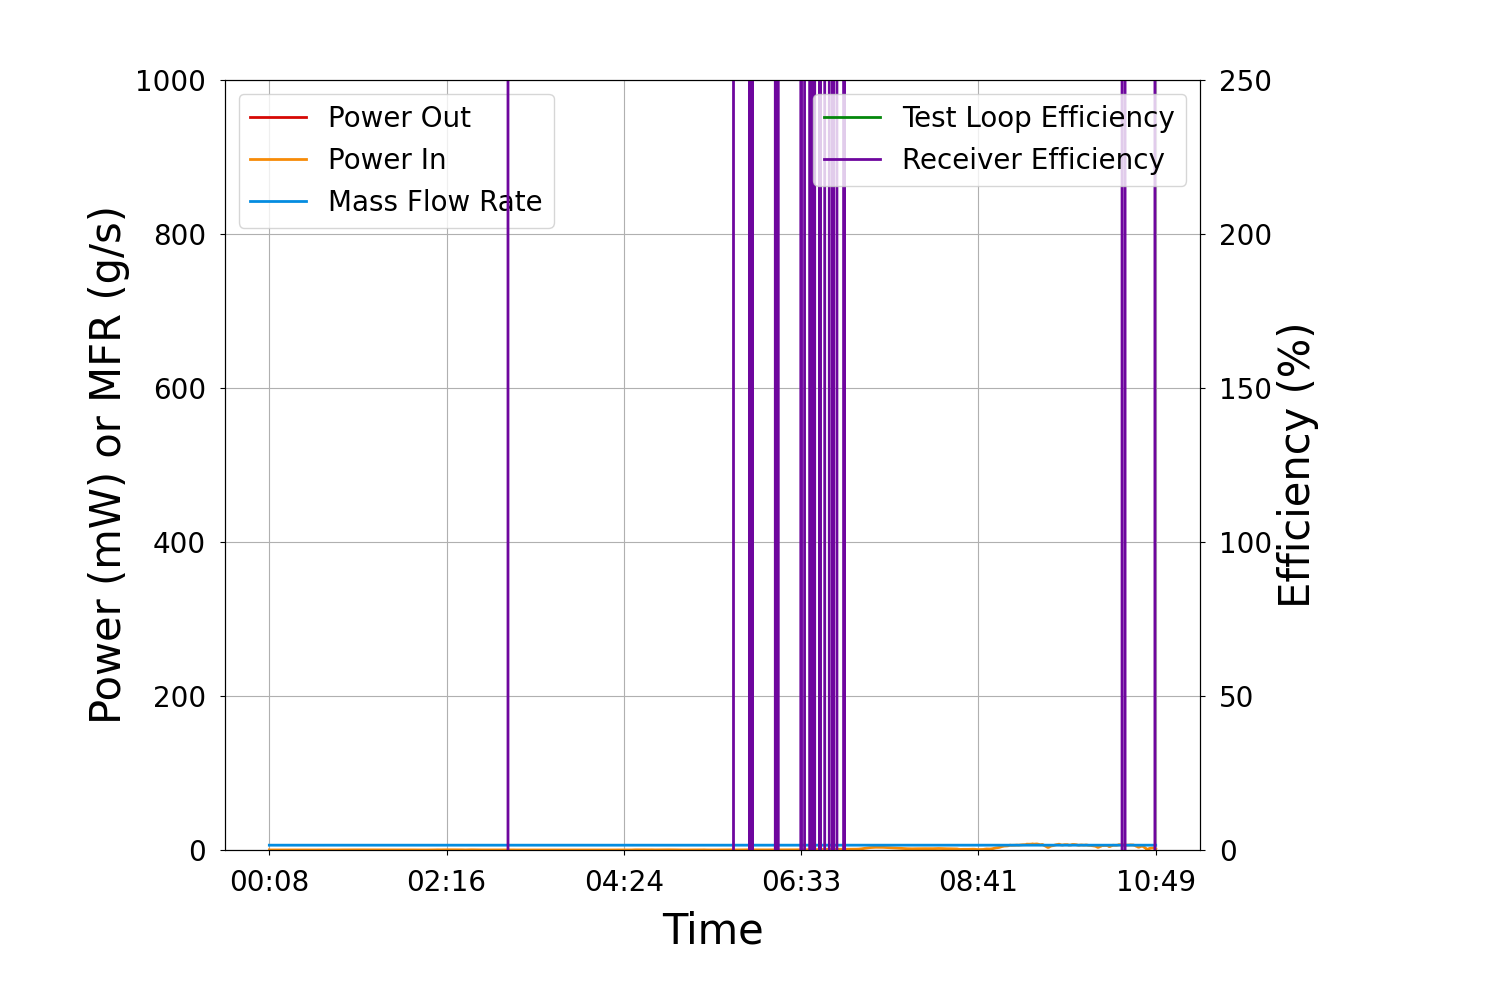 1000
800
600
400
200
0
Power (mW) or MFR (g/s)
Power Out
Power In
Mass Flow Rate
Test Loop Efficiency
Receiver Efficiency
250
200
150
100
50
0
Efficiency (%)
00:08 02:16 04:24 06:33 08:41 10:49
Time